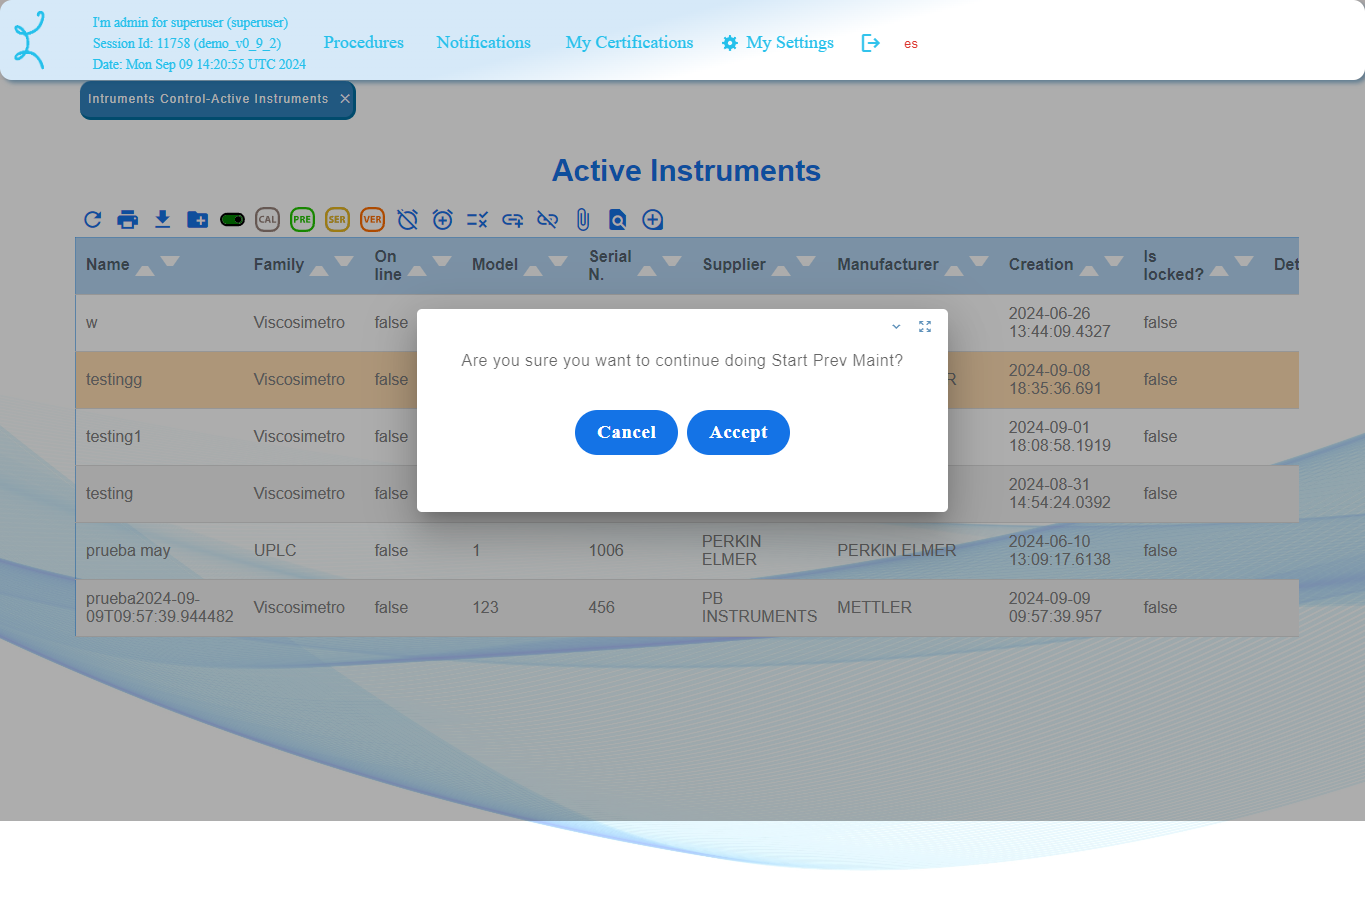 I'm admin for superuser (superuser)
Session Id: 11758 (demo_v0_9_2)
Date: Mon Sep 09 14:20:55 UTC 2024
Procedures
Notifications
My Certifications
My Settings
es
Intruments Control-Active Instruments
Active Instruments
CAL
PRE
SER
VER
Name
Family
On
line
Model
Serial
N.
Supplier
Manufacturer
Creation
Is
locked?
Det
w
Viscosimetro
false
2024-06-26
13:44:09.4327
false
testingg
Viscosimetro
false
R
2024-09-08
18:35:36.691
false
testing1
Viscosimetro
false
2024-09-01
18:08:58.1919
false
testing
Viscosimetro
false
2024-08-31
14:54:24.0392
false
prueba may
UPLC
false
1
1006
PERKIN
ELMER
PERKIN ELMER
2024-06-10
13:09:17.6138
false
prueba2024-09-
09T09:57:39.944482
Viscosimetro
false
123
456
PB
INSTRUMENTS
METTLER
2024-09-09
09:57:39.957
false
Are you sure you want to continue doing Start Prev Maint?
Cancel
Accept